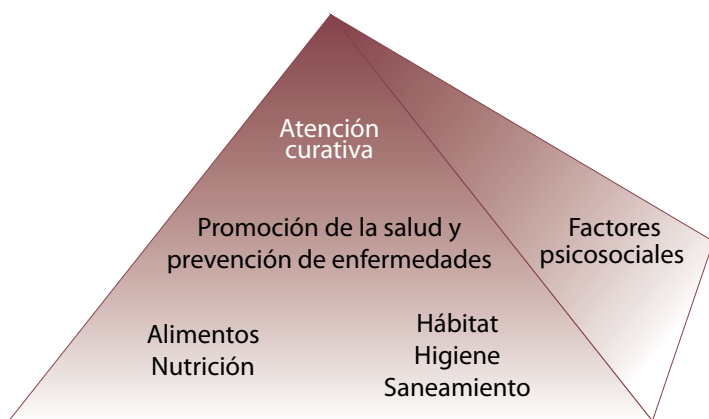 Atención
curativa
Promoción de la salud y
prevención de enfermedades
Factores
psicosociales
Alimentos
Nutrición
Hábitat
Higiene
Saneamiento